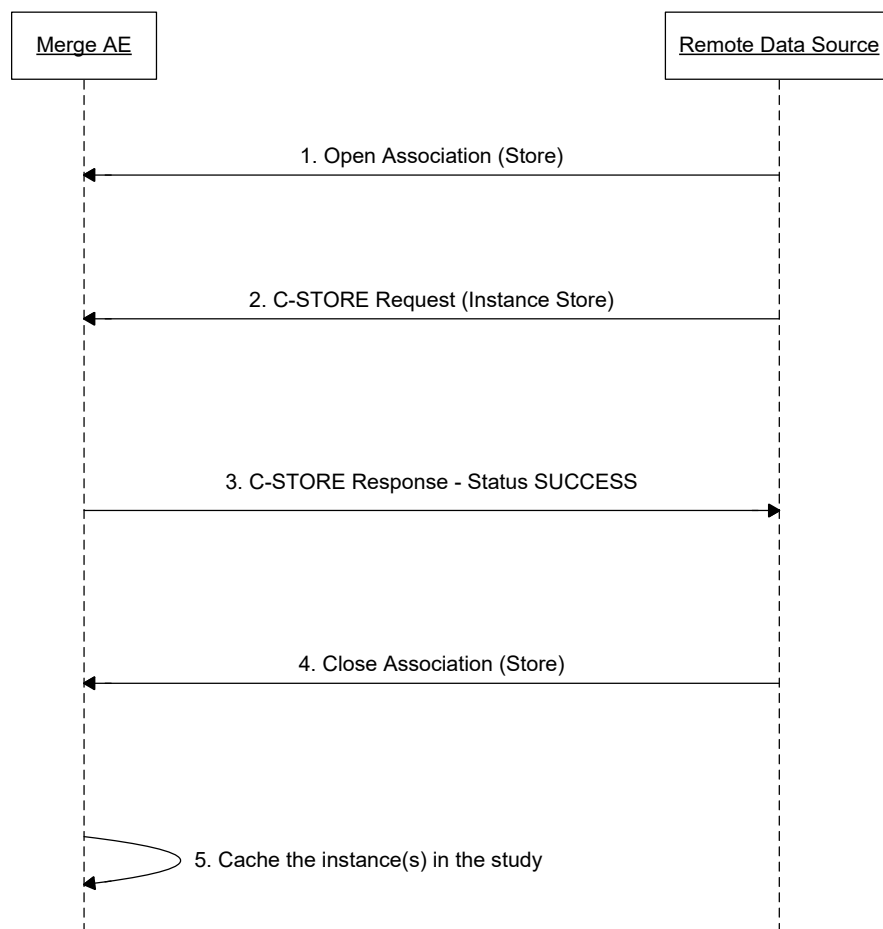 Merge AE
Remote Data Source
1. Open Association (Store)
2. C-STORE Request (Instance Store)
3. C-STORE Response - Status SUCCESS
4. Close Association (Store)
5. Cache the instance(s) in the study